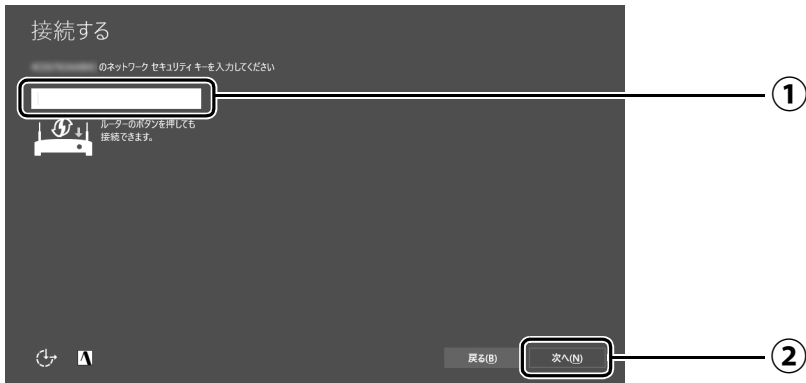 接続する
のネットワーク セキュリティ キーを入力してください
①
ルーターのボタンを押しても
接続できます。
戻る(B)
次へ(N)
②